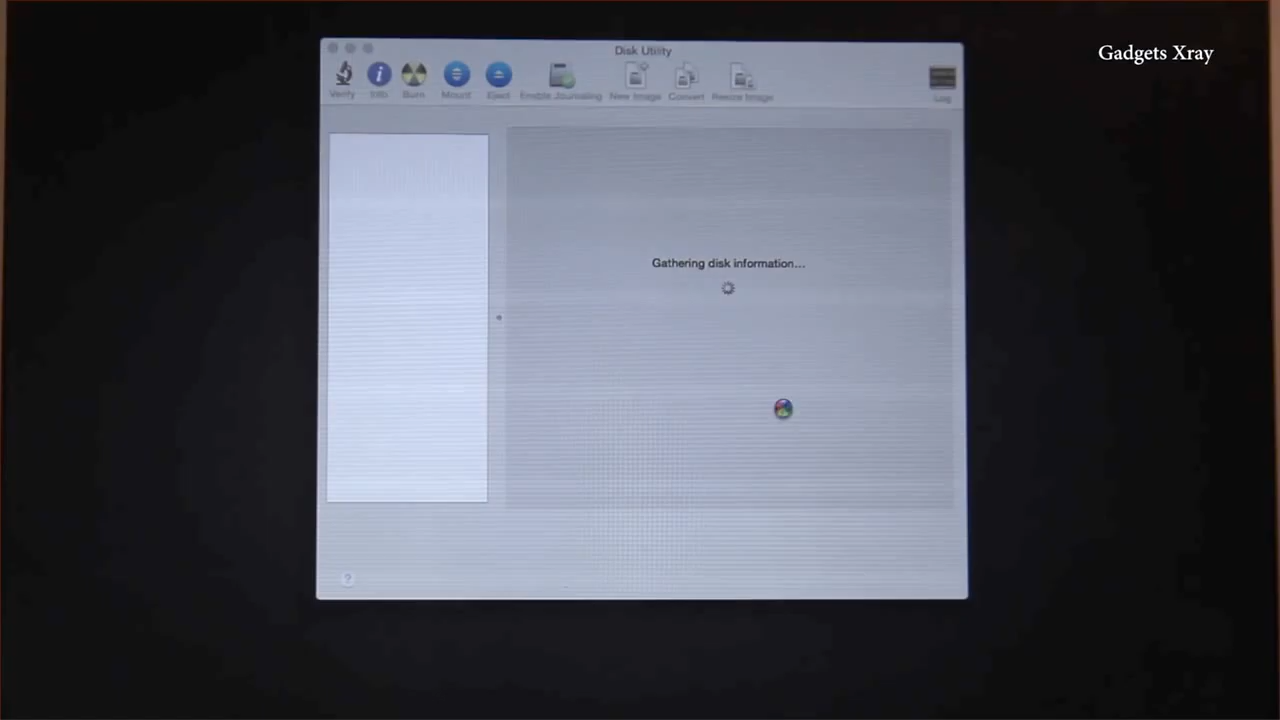 Gadgets Xray
Disk Utility
Verify Info Burn Mount Eject Enable Journaling New Image Convert Resize Image Log
Gathering disk information...
?